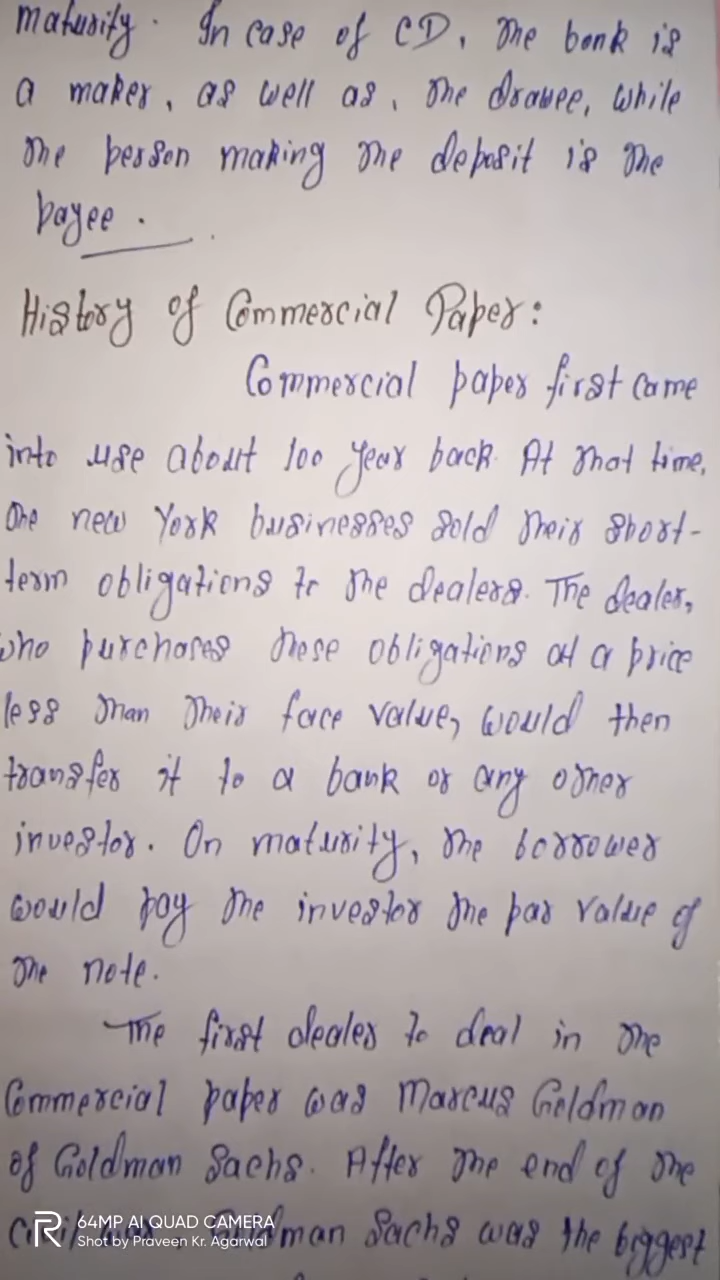 maturity. In case of CD, the bank is
a maker, as well as, the drawee, while
the person making the deposit is the
payee.
History of Commercial Paper:
Commercial paper first came
into use about 100 year back. At that time,
the new York businesses sold their short-
term obligations to the dealers. The dealer,
who purchases these obligations at a price
less than their face value, would then
transfer it to a bank or any other
investor. On maturity, the borrower
would pay the investor the par value of
the note.
The first dealer to deal in the
Commercial paper was Marcus Goldman
of Goldman Sachs. After the end of the
Goldman Sachs was the biggest
64MP AI QUAD CAMERA
Shot by Praveen Kr. Agarwal